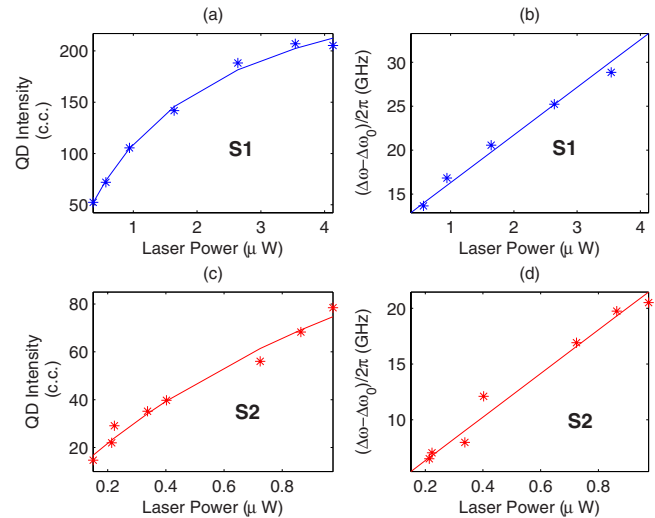 (a)
200
150
100
50
QD Intensity
(c.c.)
S1
1
2
3
4
Laser Power (μ W)
(b)
30
25
20
15
(Δω−Δω₀)/2π (GHz)
S1
1
2
3
4
Laser Power (μ W)
(c)
80
60
40
20
QD Intensity
(c.c.)
S2
0.2
0.4
0.6
0.8
Laser Power (μ W)
(d)
20
15
10
(Δω−Δω₀)/2π (GHz)
S2
0.2
0.4
0.6
0.8
Laser Power (μ W)